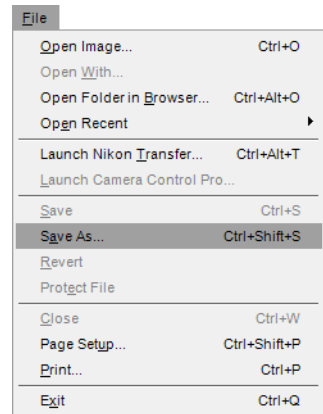 File
Open Image... Ctrl+O
Open With...
Open Folder in Browser... Ctrl+Alt+O
Open Recent
Launch Nikon Transfer... Ctrl+Alt+T
Launch Camera Control Pro...
Save Ctrl+S
Save As... Ctrl+Shift+S
Revert
Protect File
Close Ctrl+W
Page Setup... Ctrl+Shift+P
Print... Ctrl+P
Exit Ctrl+Q